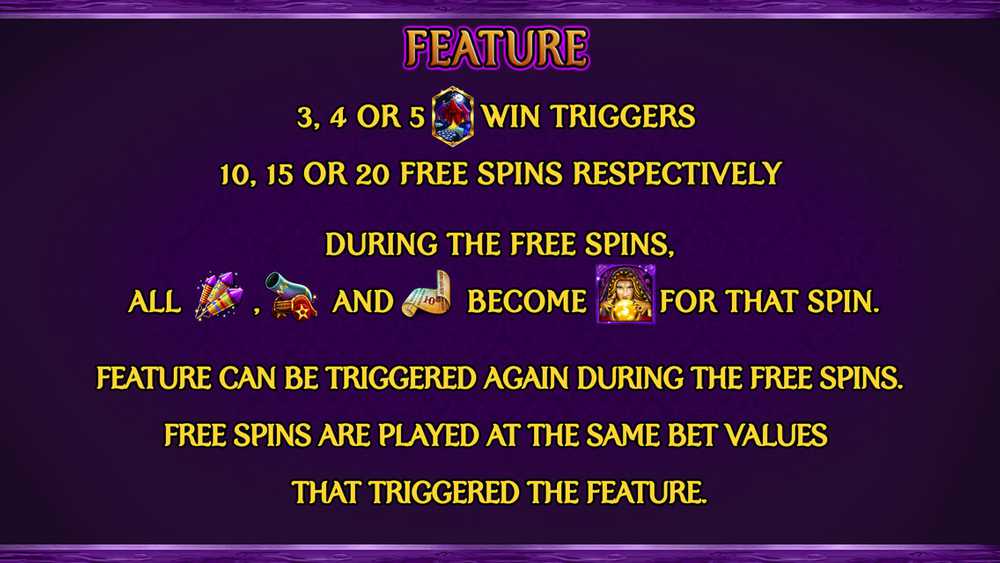 FEATURE
3, 4 OR 5 WIN TRIGGERS
10, 15 OR 20 FREE SPINS RESPECTIVELY
DURING THE FREE SPINS,
ALL , AND BECOME FOR THAT SPIN.
FEATURE CAN BE TRIGGERED AGAIN DURING THE FREE SPINS.
FREE SPINS ARE PLAYED AT THE SAME BET VALUES
THAT TRIGGERED THE FEATURE.